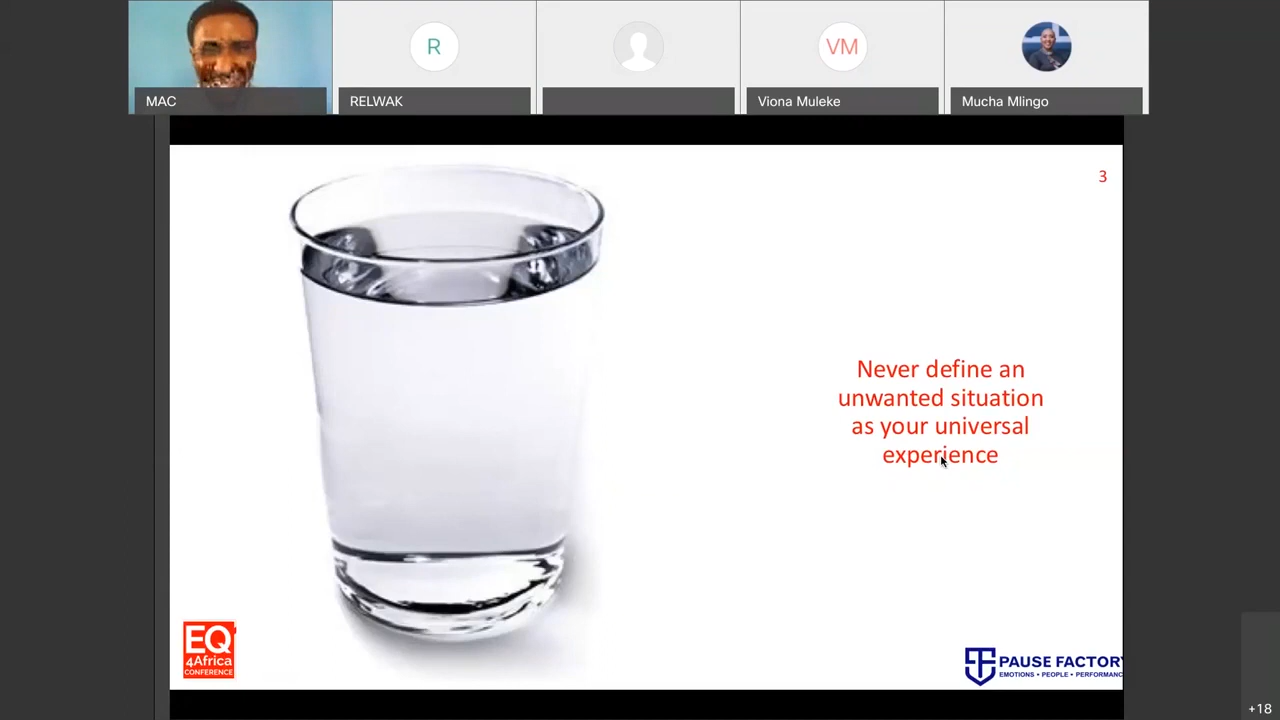 MAC
R
RELWAK
VM
Viona Muleke
Mucha Mlingo
3
Never define an
unwanted situation
as your universal
experience
EQ
4Africa
CONFERENCE
PAUSE FACTORY
EMOTIONS • PEOPLE • PERFORMANC
+18